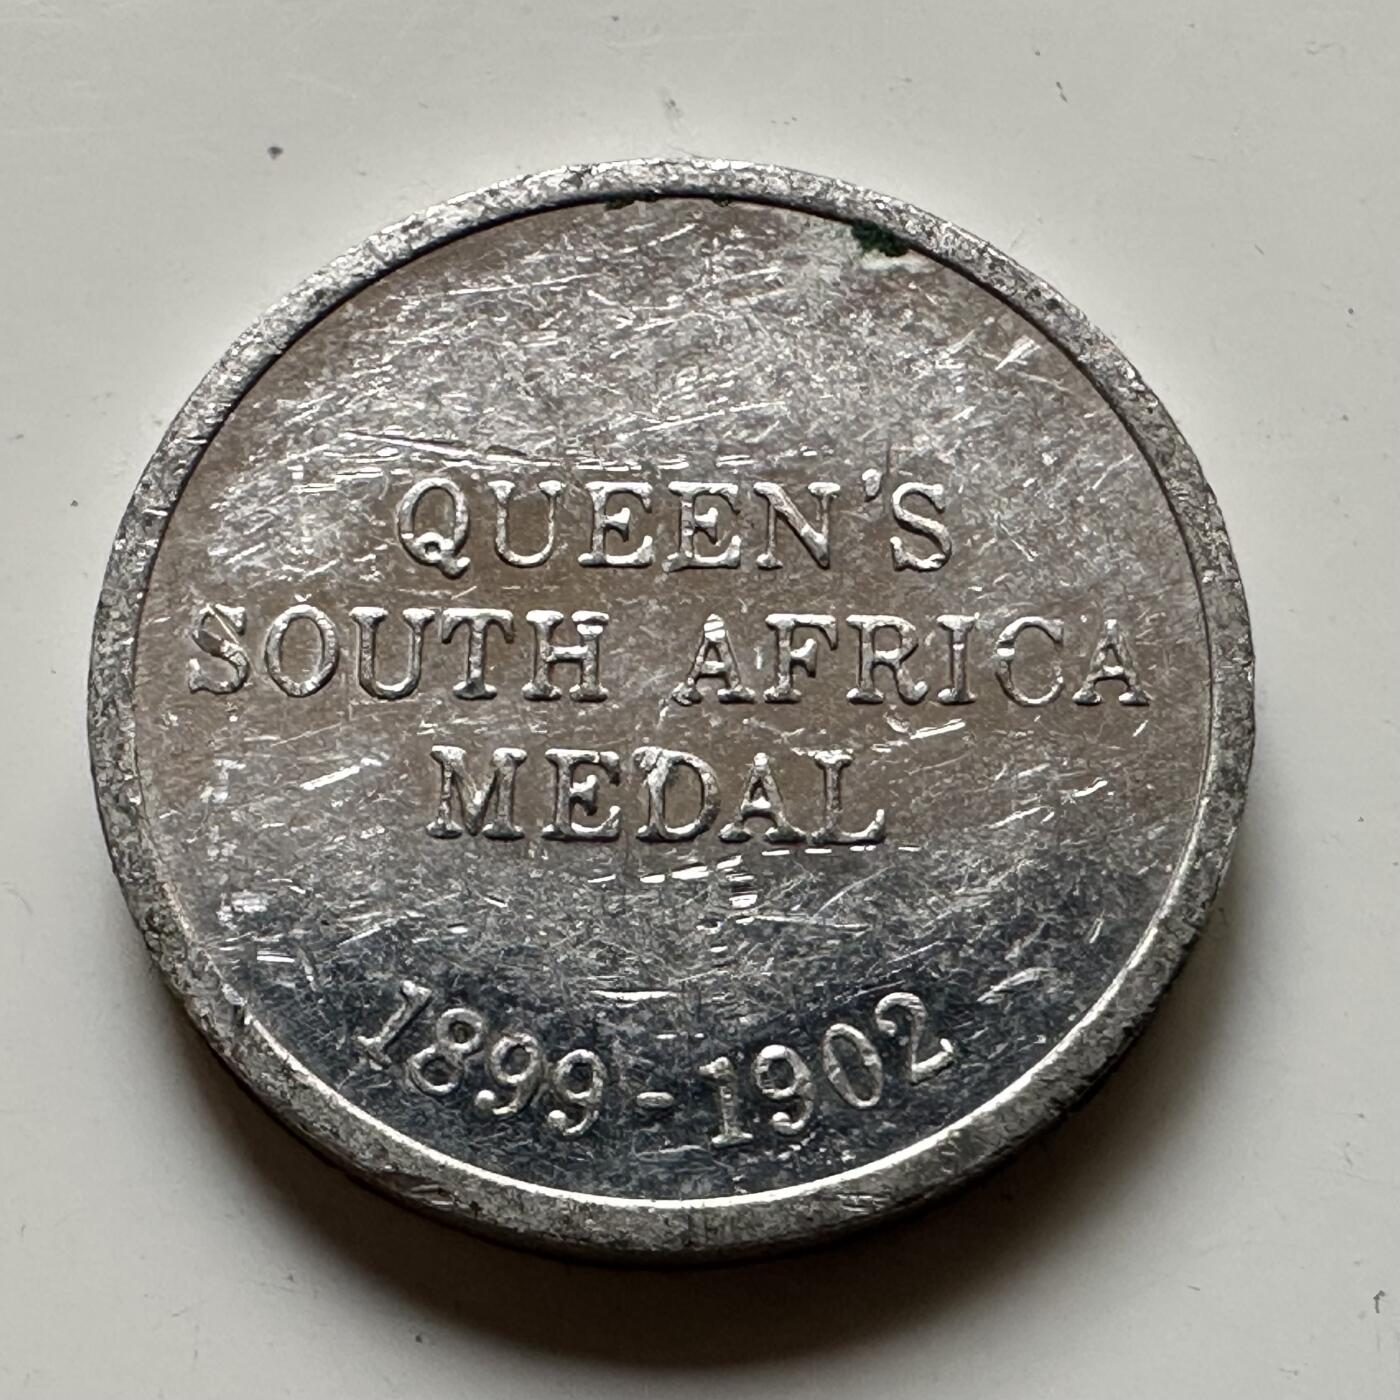 QUEEN'S
SOUTH AFRICA
MEDAL
1899-1902